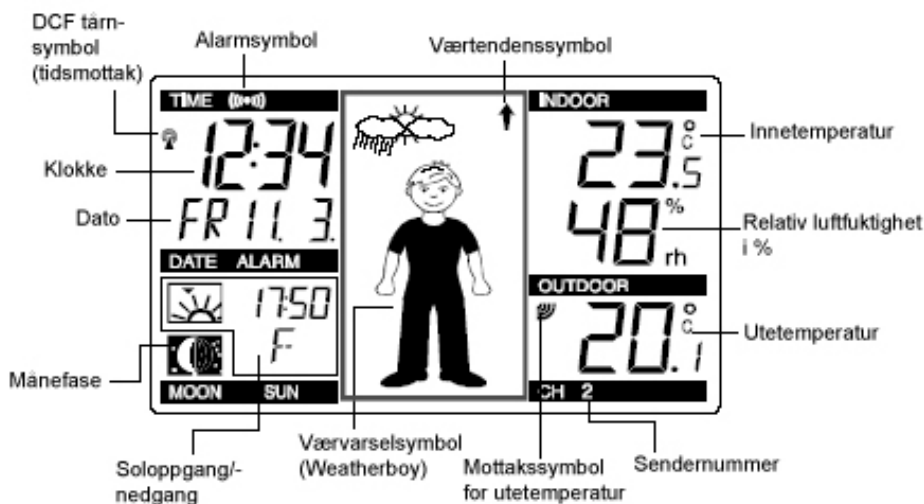 DCF tårn-
symbol
(tidsmottak)
Alarmsymbol
Værtendenssymbol
TIME
12:34
Klokke
Dato
FR 11. 3.
DATE ALARM
17:50
F
Månefase
MOON SUN
Soloppgang/-
nedgang
Værvarselsymbol
(Weatherboy)
INDOOR
23.5 °C
Innetemperatur
48 % rh
Relativ luftfuktighet
i %
OUTDOOR
20.1 °C
Utetemperatur
CH 2
Mottakssymbol
for utetemperatur
Sendernummer